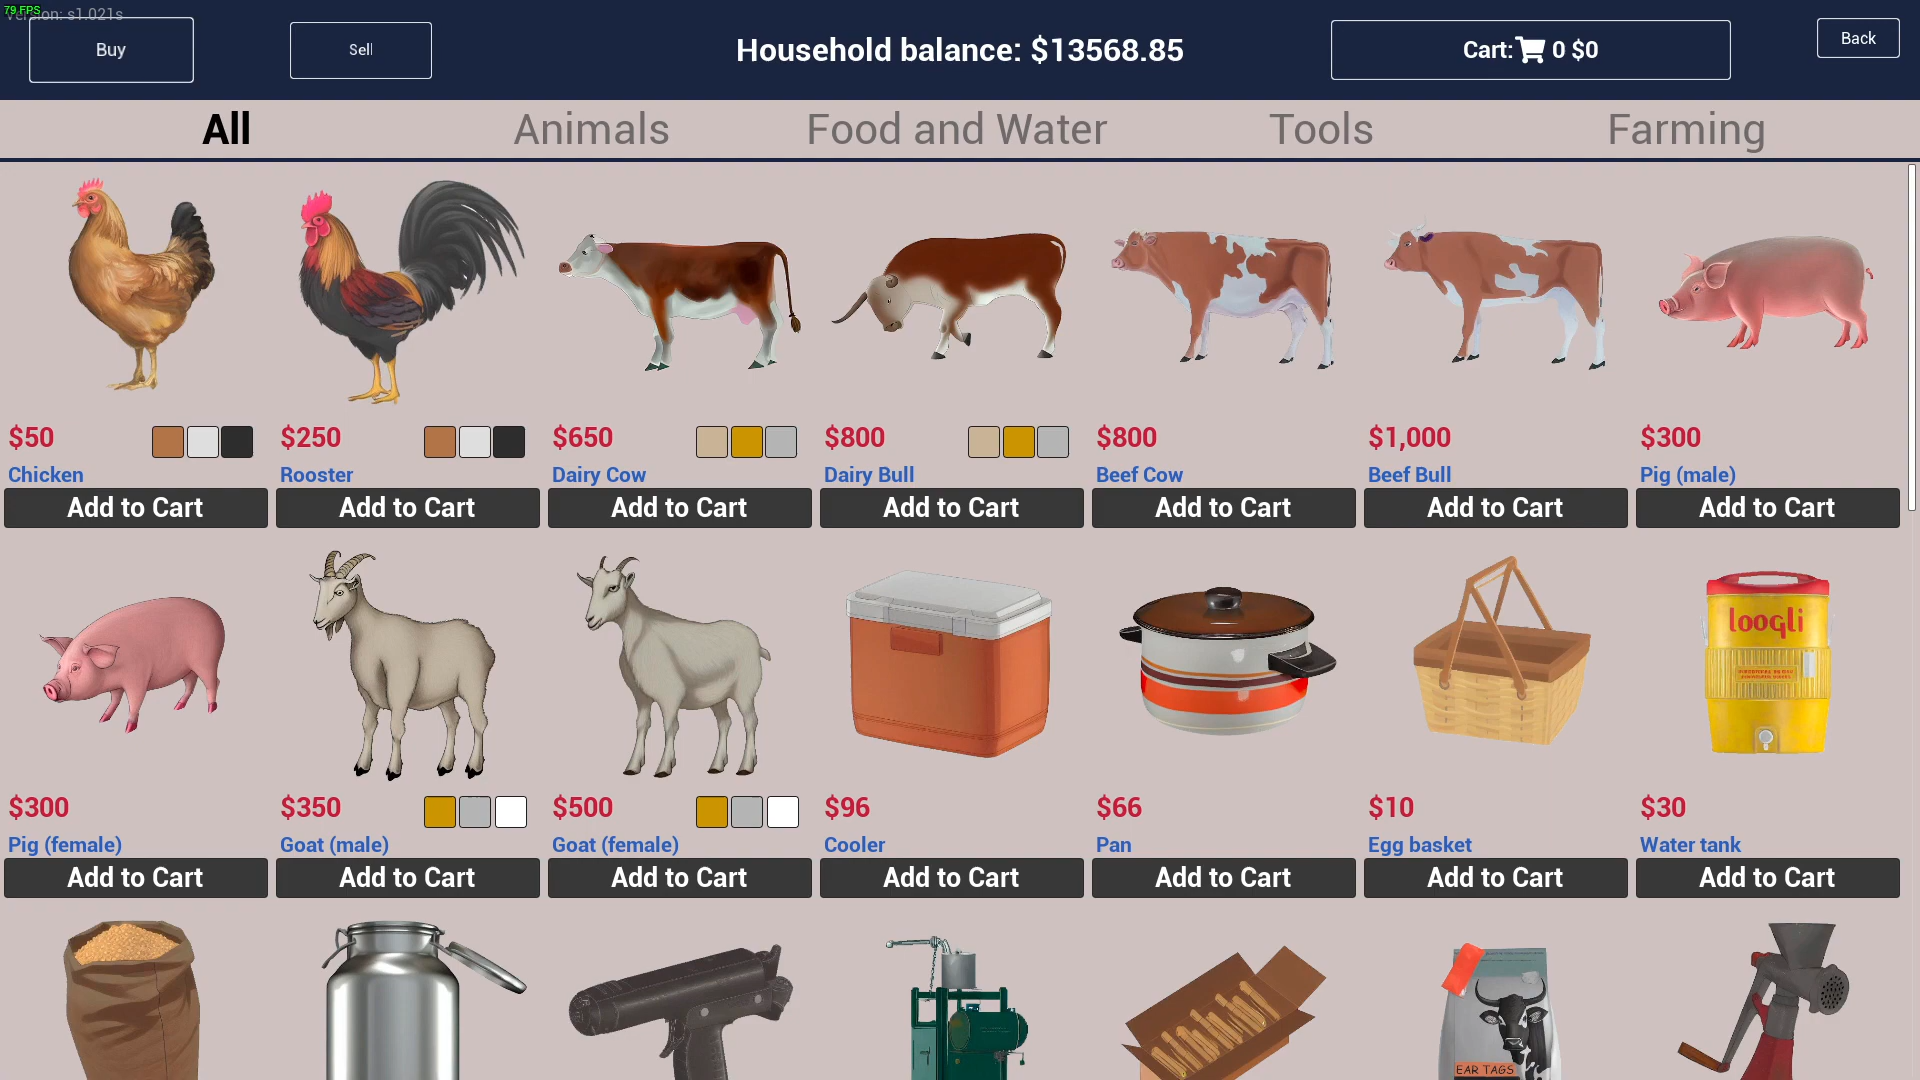 79 FPS
Version: s1.021s
Buy
Sell
Household balance: $13568.85
Cart: 0 $0
Back
All
Animals
Food and Water
Tools
Farming
$50
Chicken
Add to Cart
$250
Rooster
Add to Cart
$650
Dairy Cow
Add to Cart
$800
Dairy Bull
Add to Cart
$800
Beef Cow
Add to Cart
$1,000
Beef Bull
Add to Cart
$300
Pig (male)
Add to Cart
$300
Pig (female)
Add to Cart
$350
Goat (male)
Add to Cart
$500
Goat (female)
Add to Cart
$96
Cooler
Add to Cart
$66
Pan
Add to Cart
$10
Egg basket
Add to Cart
looqli
$30
Water tank
Add to Cart
EAR TAGS